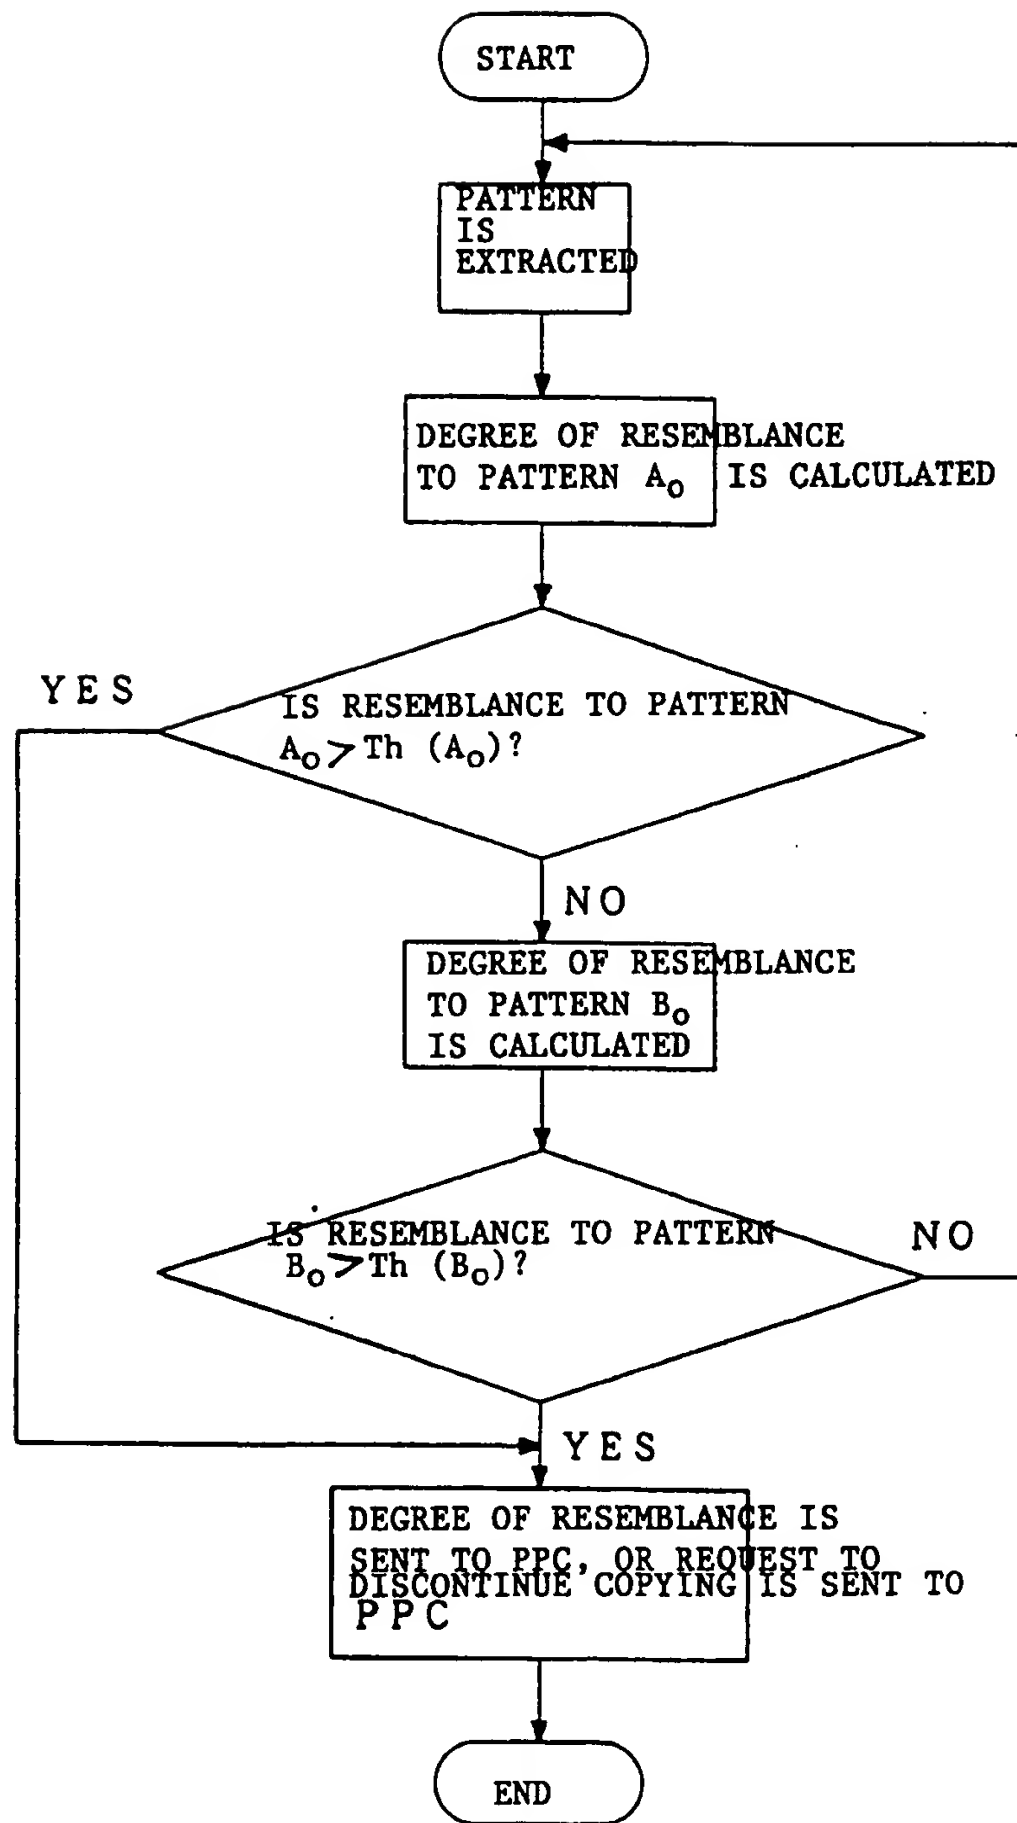 START
PATTERN
IS
EXTRACTED
DEGREE OF RESEMBLANCE
TO PATTERN A₀ IS CALCULATED
YES
IS RESEMBLANCE TO PATTERN
A₀>Th (A₀)?
NO
DEGREE OF RESEMBLANCE
TO PATTERN B₀
IS CALCULATED
IS RESEMBLANCE TO PATTERN
B₀>Th (B₀)?
NO
YES
DEGREE OF RESEMBLANCE IS
SENT TO PPC, OR REQUEST TO
DISCONTINUE COPYING IS SENT TO
PPC
END